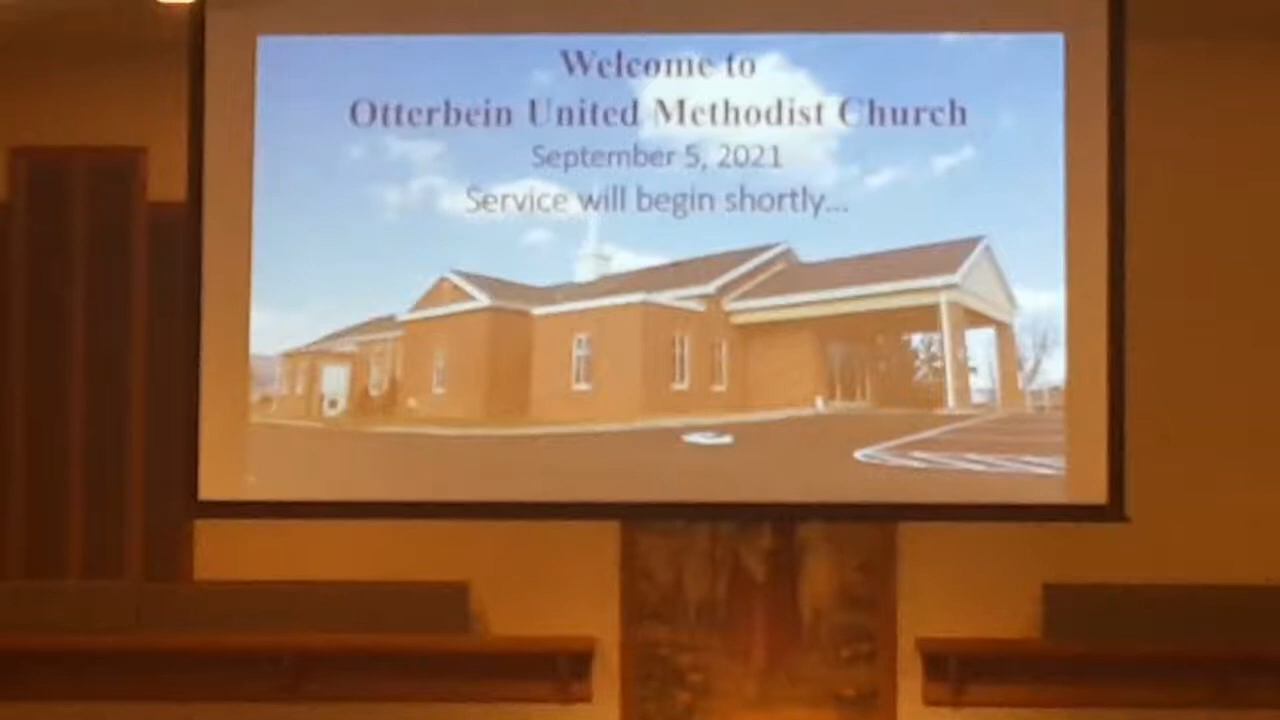 Welcome to
Otterbein United Methodist Church
September 5, 2021
Service will begin shortly...